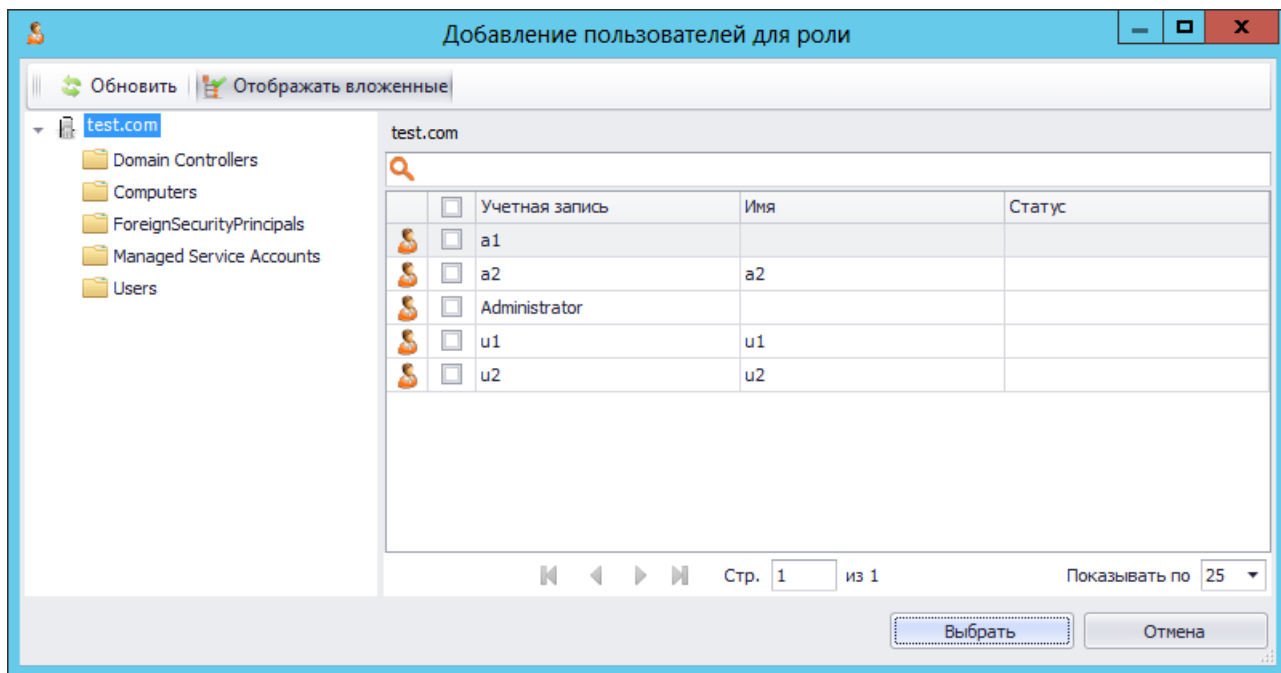 Добавление пользователей для роли
Обновить Отображать вложенные
test.com
Domain Controllers
Computers
ForeignSecurityPrincipals
Managed Service Accounts
Users
test.com
Учетная запись Имя Статус
a1
a2 a2
Administrator
u1 u1
u2 u2
Стр. 1 из 1 Показывать по 25
Выбрать Отмена